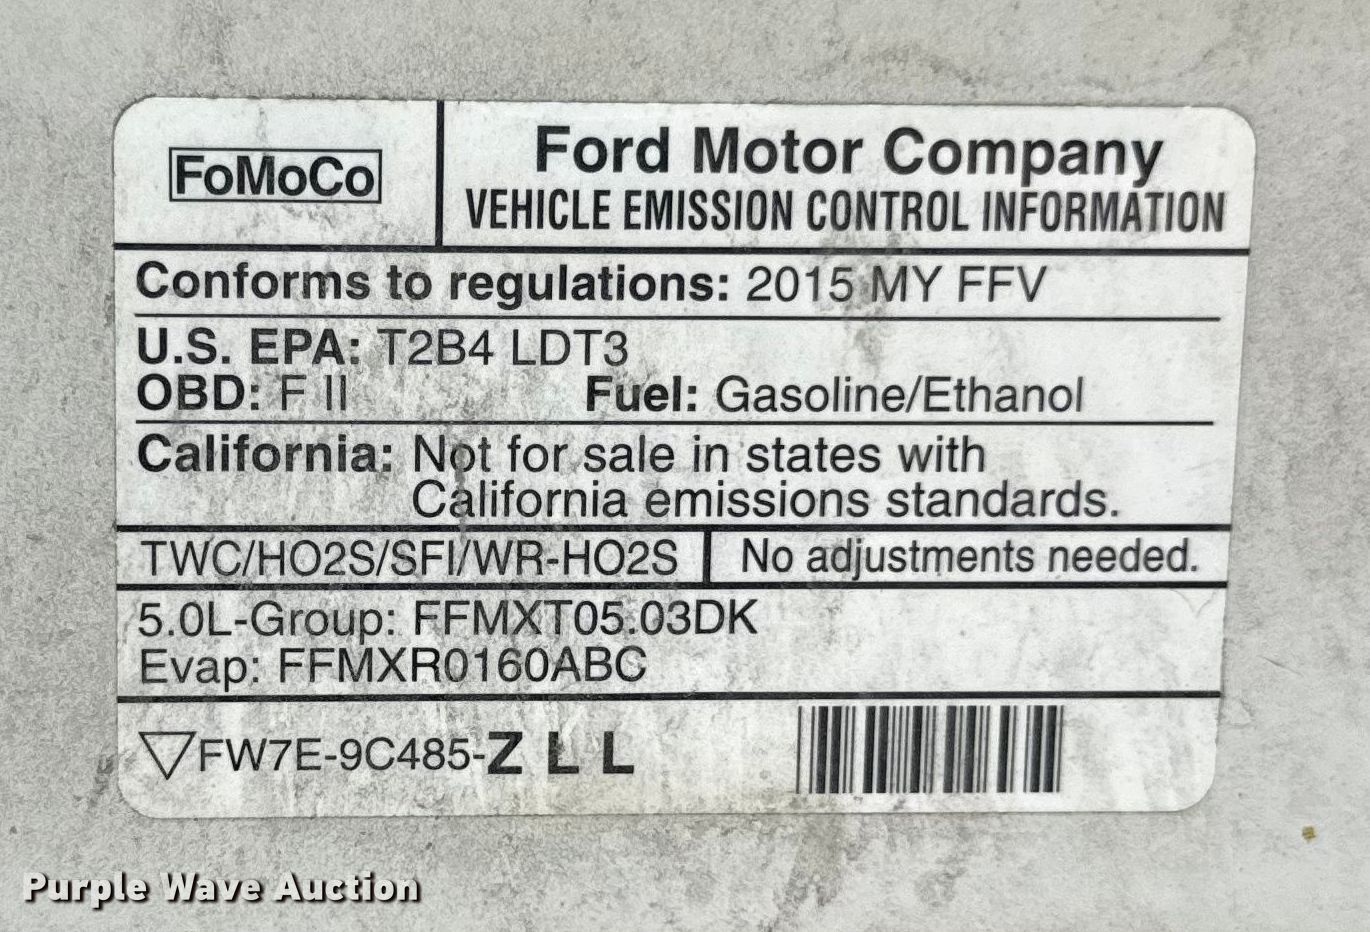 FoMoCo
Ford Motor Company
VEHICLE EMISSION CONTROL INFORMATION
Conforms to regulations: 2015 MY FFV
U.S. EPA: T2B4 LDT3
OBD: F II Fuel: Gasoline/Ethanol
California: Not for sale in states with
California emissions standards.
TWC/HO2S/SFI/WR-HO2S No adjustments needed.
5.0L-Group: FFMXT05.03DK
Evap: FFMXR0160ABC
FW7E-9C485-Z L L
Purple Wave Auction